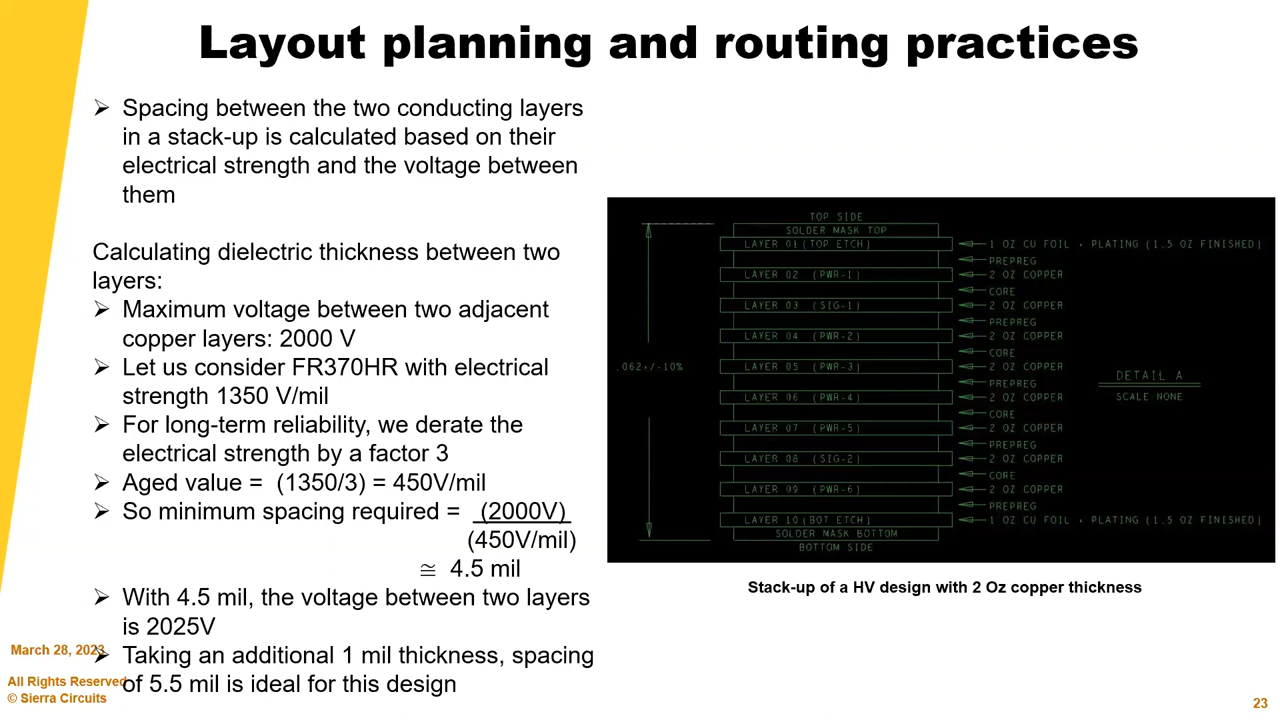 Layout planning and routing practices
➢ Spacing between the two conducting layers
in a stack-up is calculated based on their
electrical strength and the voltage between
them
Calculating dielectric thickness between two
layers:
➢ Maximum voltage between two adjacent
copper layers: 2000 V
➢ Let us consider FR370HR with electrical
strength 1350 V/mil
➢ For long-term reliability, we derate the
electrical strength by a factor 3
➢ Aged value = (1350/3) = 450V/mil
➢ So minimum spacing required = (2000V)
(450V/mil)
≅ 4.5 mil
➢ With 4.5 mil, the voltage between two layers
is 2025V
➢ Taking an additional 1 mil thickness, spacing
of 5.5 mil is ideal for this design
TOP SIDE
SOLDER MASK TOP
LAYER 01(TOP ETCH) 1 OZ CU FOIL + PLATING (1.5 OZ FINISHED)
PREPREG
LAYER 02 (PWR-1) 2 OZ COPPER
CORE
LAYER 03 (SIG-1) 2 OZ COPPER
PREPREG
LAYER 04 (PWR-2) 2 OZ COPPER
CORE
.062+/-10% LAYER 05 (PWR-3) 2 OZ COPPER
PREPREG
LAYER 06 (PWR-4) 2 OZ COPPER
CORE
LAYER 07 (PWR-5) 2 OZ COPPER
PREPREG
LAYER 08 (SIG-2) 2 OZ COPPER
CORE
LAYER 09 (PWR-6) 2 OZ COPPER
PREPREG
LAYER 10(BOT ETCH) 1 OZ CU FOIL + PLATING (1.5 OZ FINISHED)
SOLDER MASK BOTTOM
BOTTOM SIDE
DETAIL A
SCALE NONE
Stack-up of a HV design with 2 Oz copper thickness
March 28, 2023
All Rights Reserved
© Sierra Circuits
23